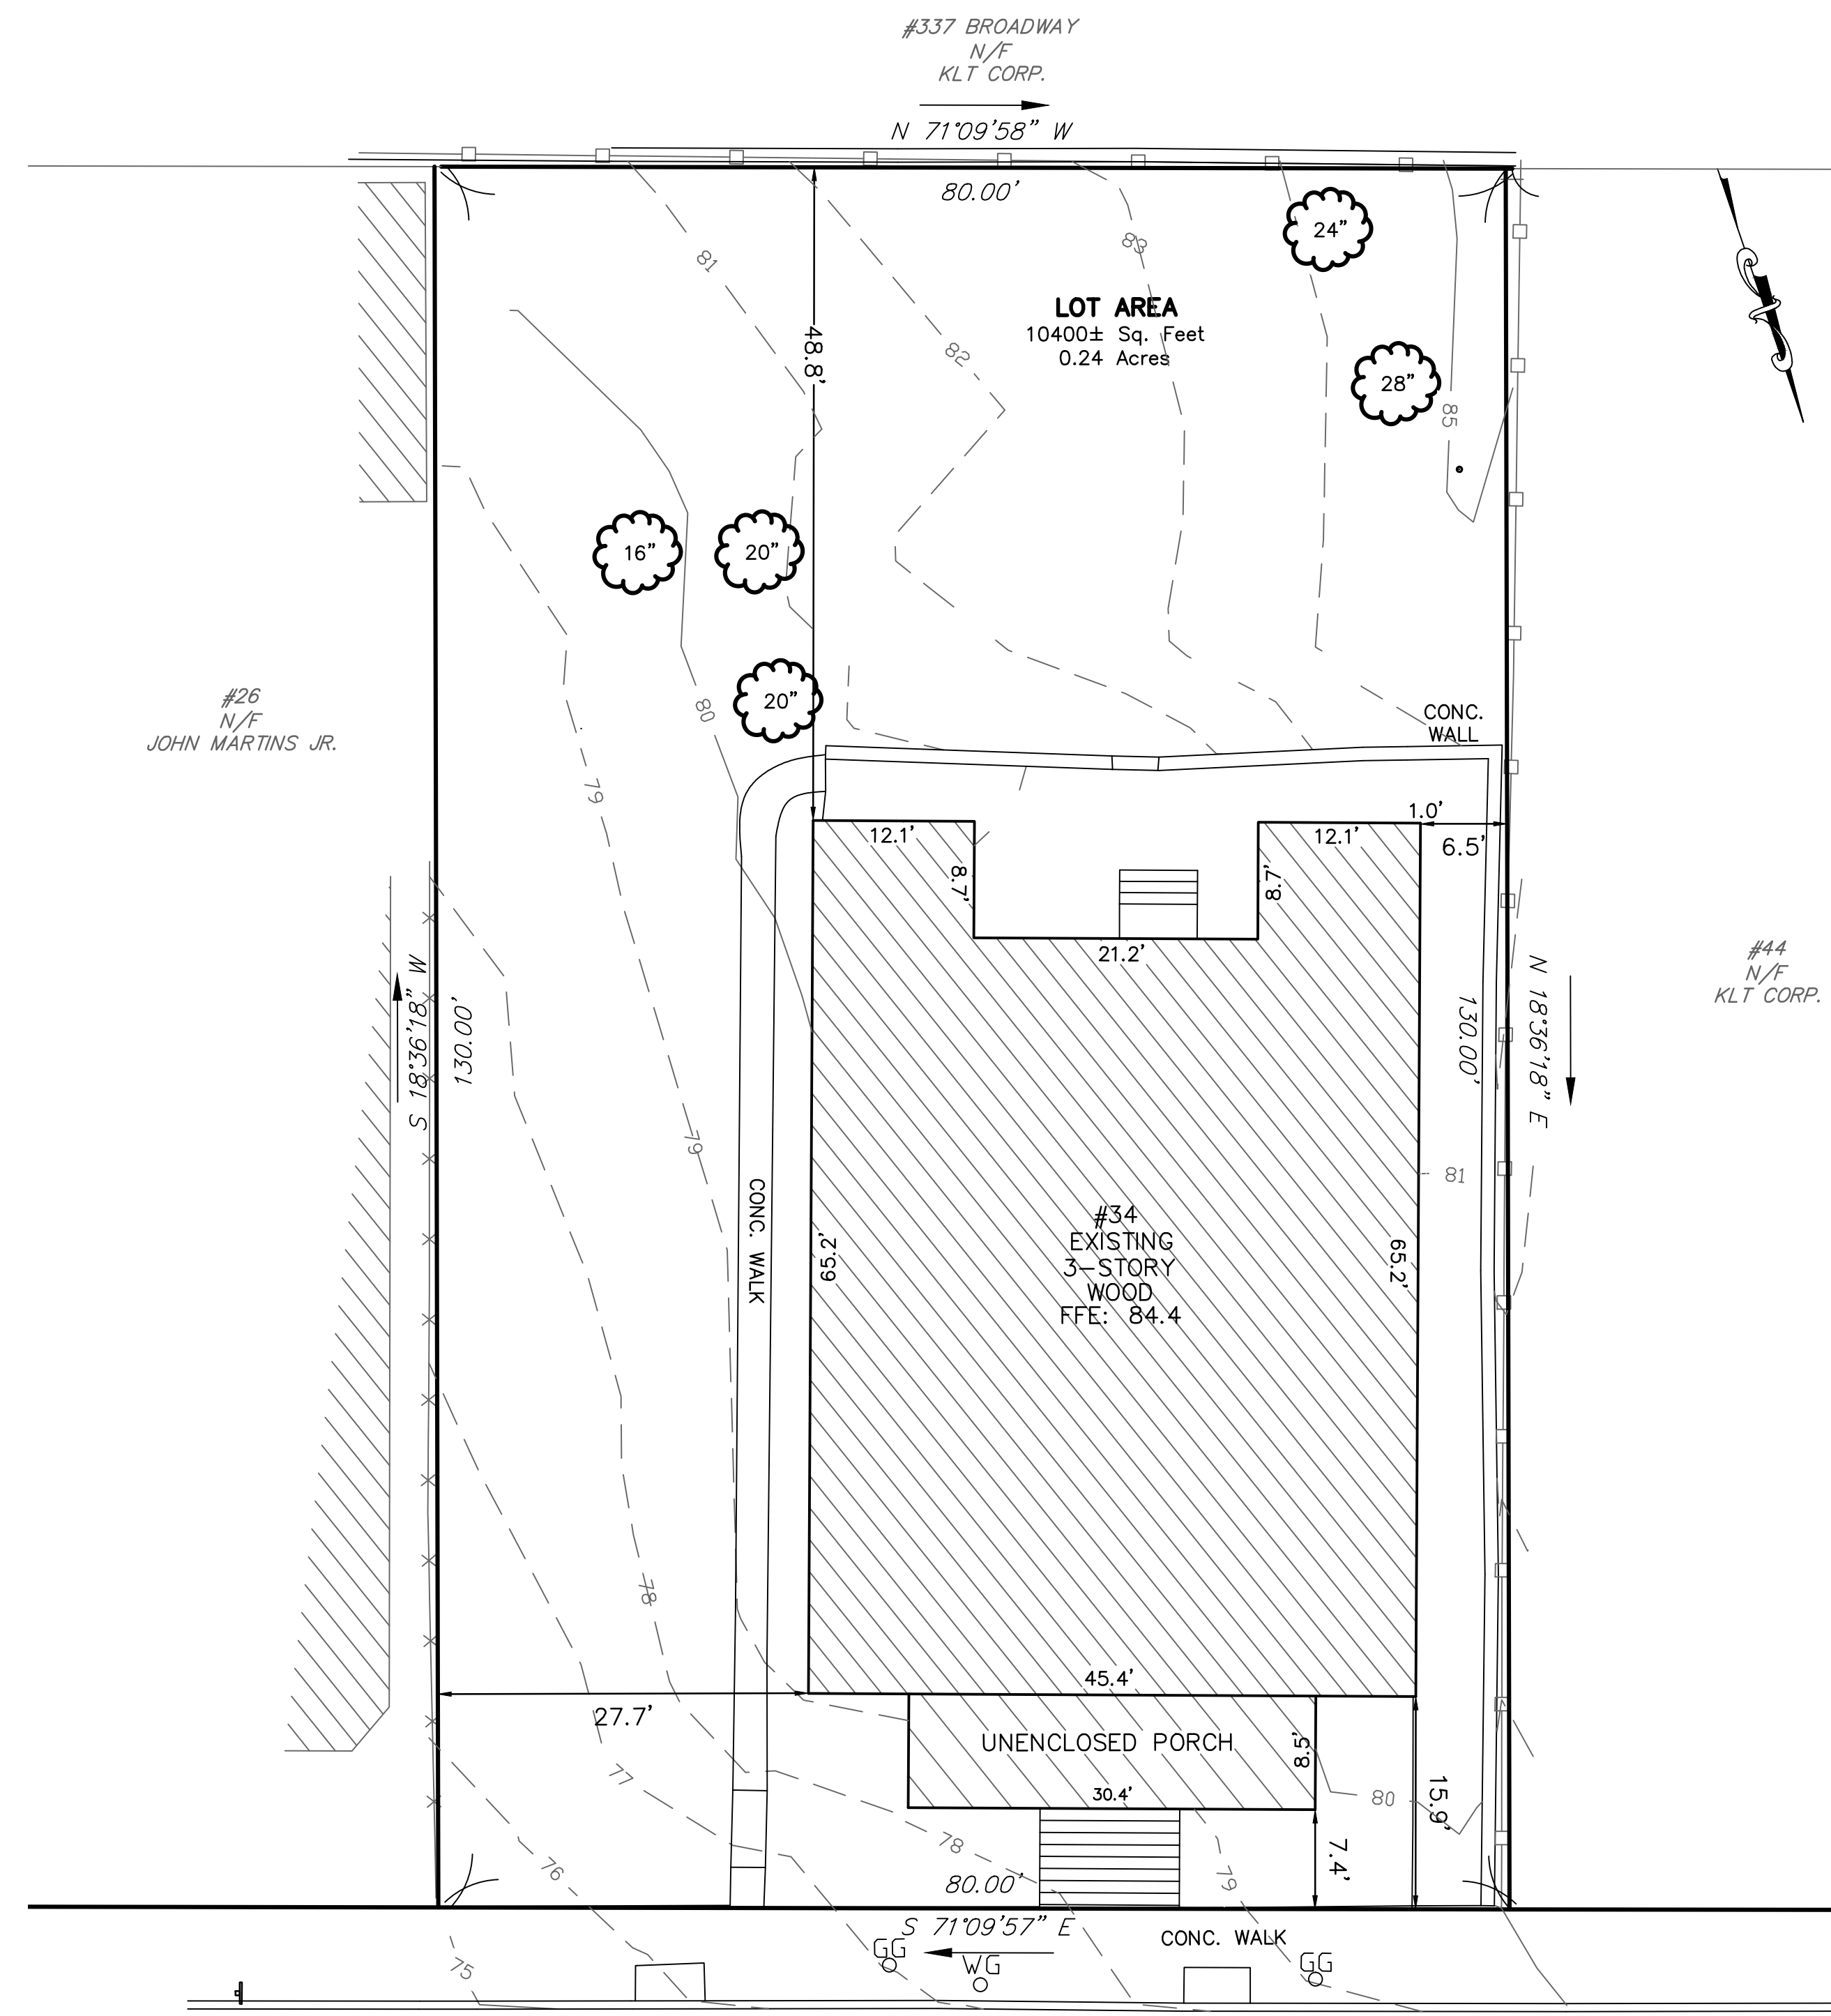 #337 BROADWAY
N/F
KLT CORP.
N 71°09'58" W
80.00'
24"
81
83
LOT AREA
10400± Sq. Feet
0.24 Acres
48.8'
82
28"
85
16"
20"
20"
#26
N/F
JOHN MARTINS JR.
80
CONC.
WALL
79
1.0'
12.1'
12.1'
6.5'
8.7'
8.7'
21.2'
#44
N/F
KLT CORP.
S 18°36'18" W
130.00'
130.00'
N 18°36'18" E
79
81
CONC. WALK
65.2'
#34
EXISTING
3-STORY
WOOD
FFE: 84.4
65.2'
78
45.4'
27.7'
UNENCLOSED PORCH
8.5'
77
30.4'
80
15.9'
78
7.4'
76
80.00'
79
S 71°09'57" E
CONC. WALK
GG
WG
GG
75